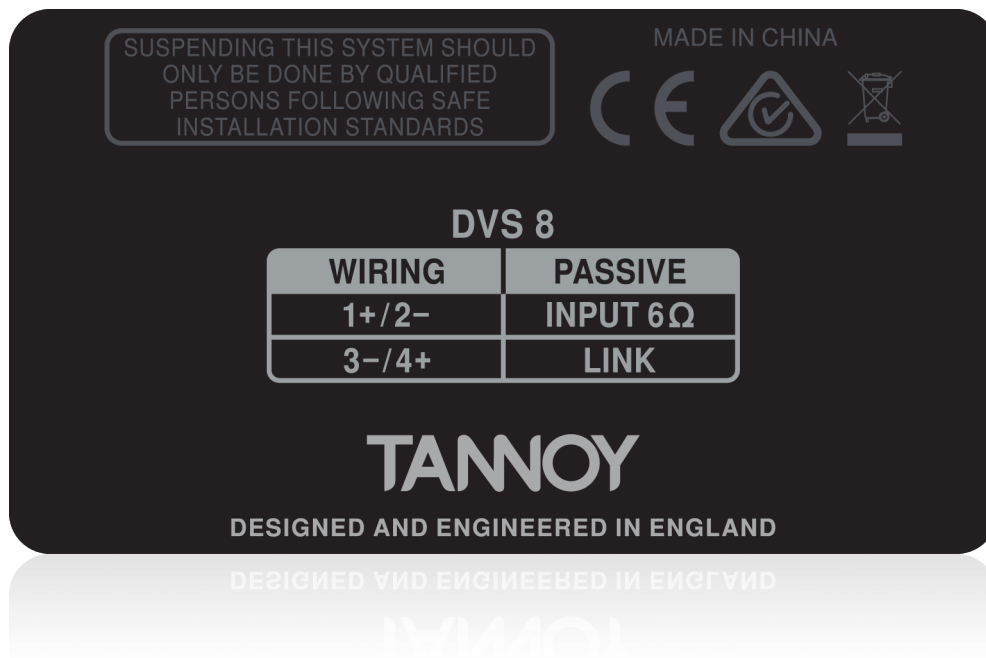 SUSPENDING THIS SYSTEM SHOULD
ONLY BE DONE BY QUALIFIED
PERSONS FOLLOWING SAFE
INSTALLATION STANDARDS
MADE IN CHINA
CE
DVS 8
WIRING PASSIVE
1+/2− INPUT 6Ω
3−/4+ LINK
TANNOY
DESIGNED AND ENGINEERED IN ENGLAND